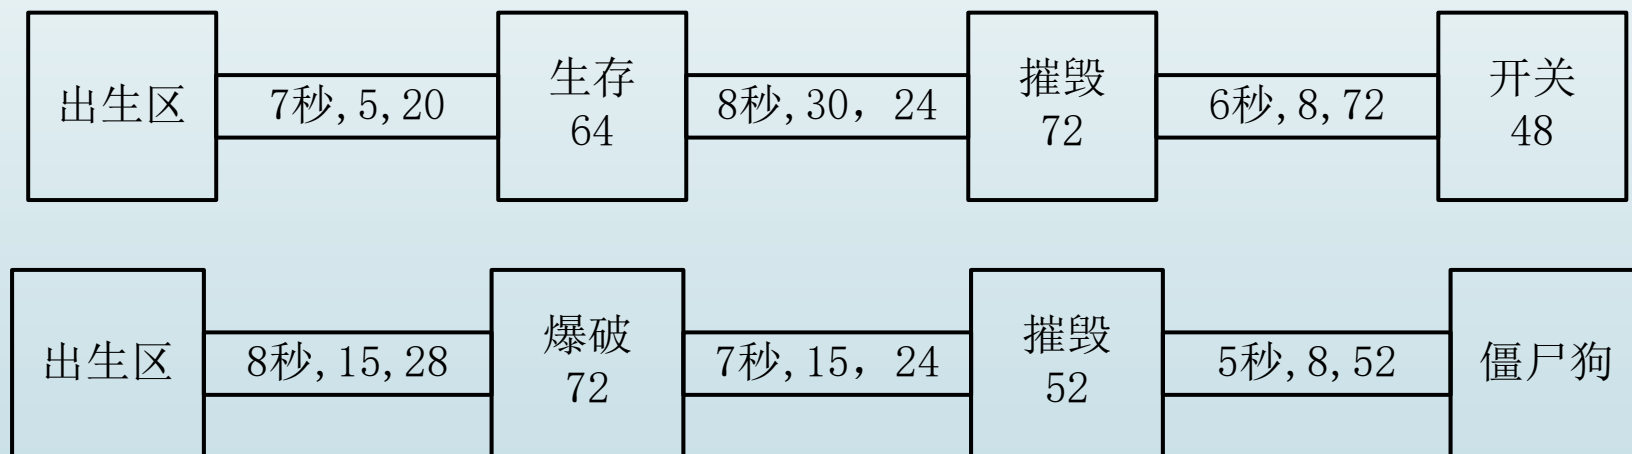 出生区
7秒,5,20
生存
64
8秒,30，24
摧毁
72
6秒,8,72
开关
48
出生区
8秒,15,28
爆破
72
7秒,15，24
摧毁
52
5秒,8,52
僵尸狗